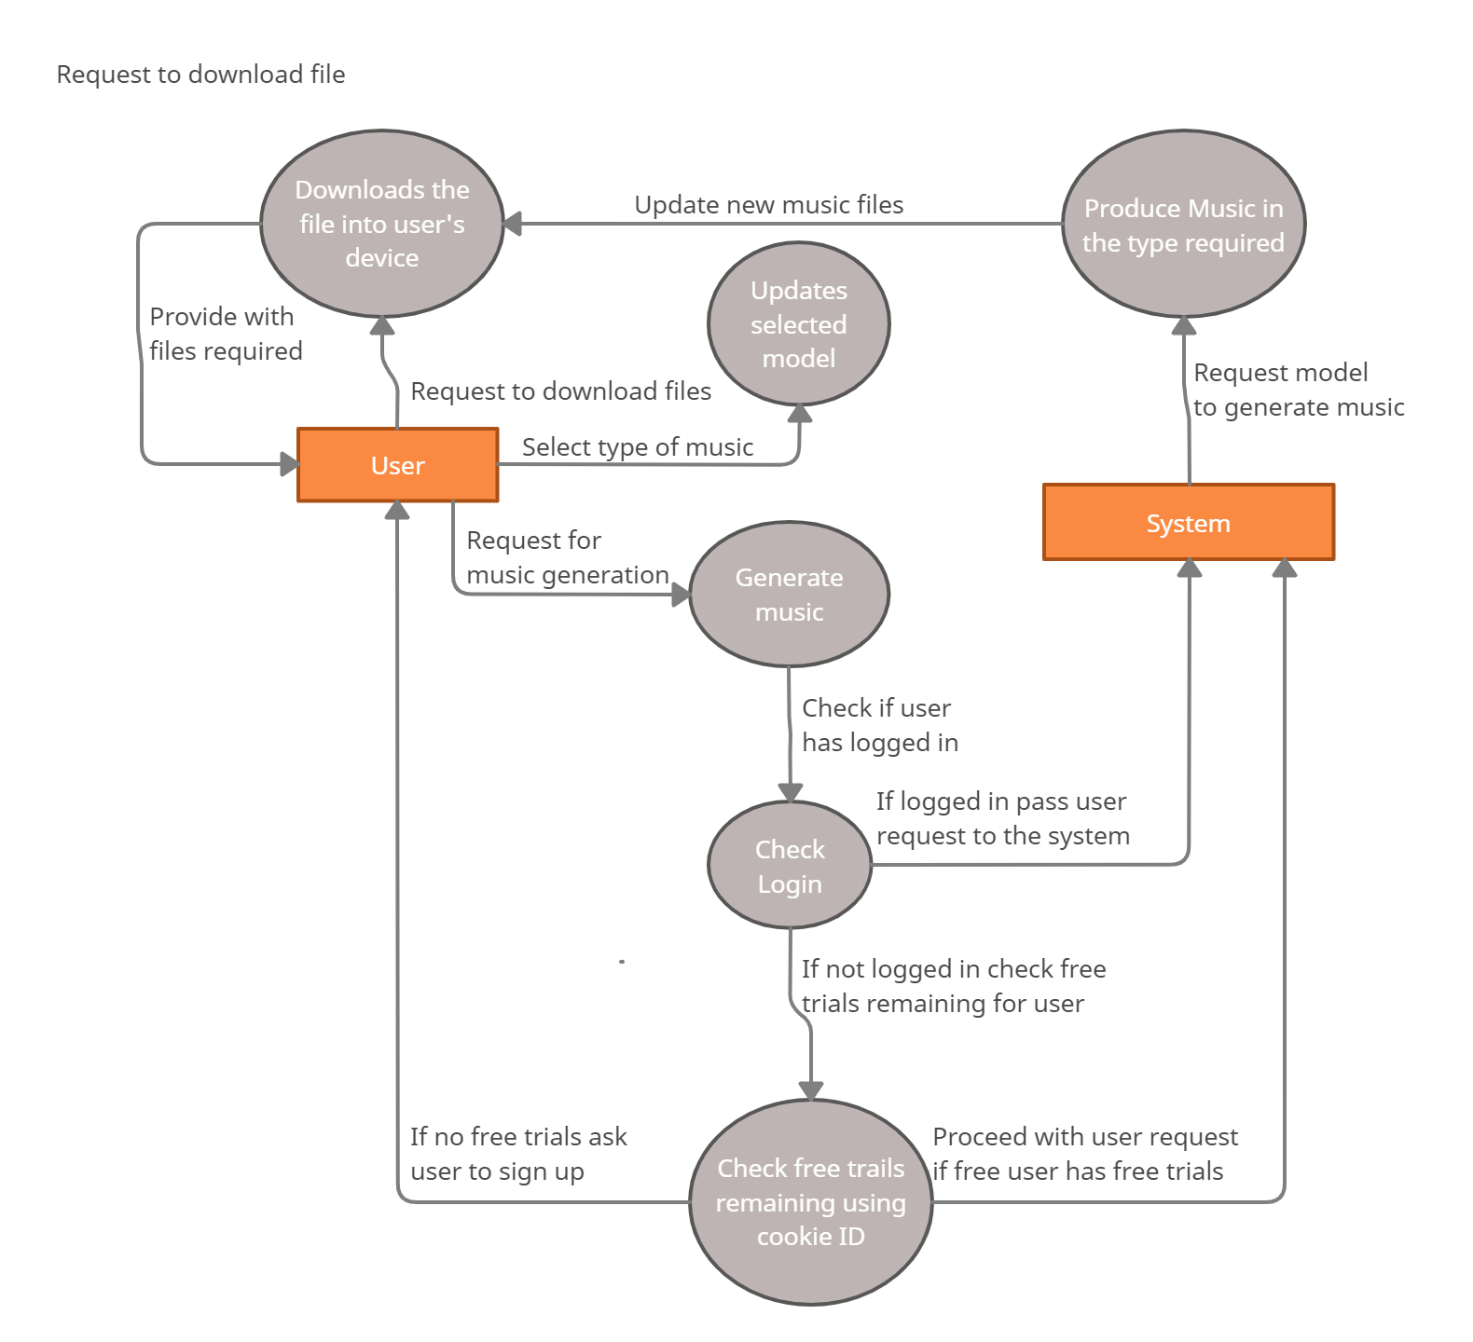 Request to download file
Downloads the
file into user's
device
Update new music files
Produce Music in
the type required
Updates
selected
model
Provide with
files required
Request to download files
Request model
to generate music
User
Select type of music
System
Request for
music generation
Generate
music
Check if user
has logged in
If logged in pass user
request to the system
Check
Login
If not logged in check free
trials remaining for user
If no free trials ask
user to sign up
Check free trails
remaining using
cookie ID
Proceed with user request
if free user has free trials